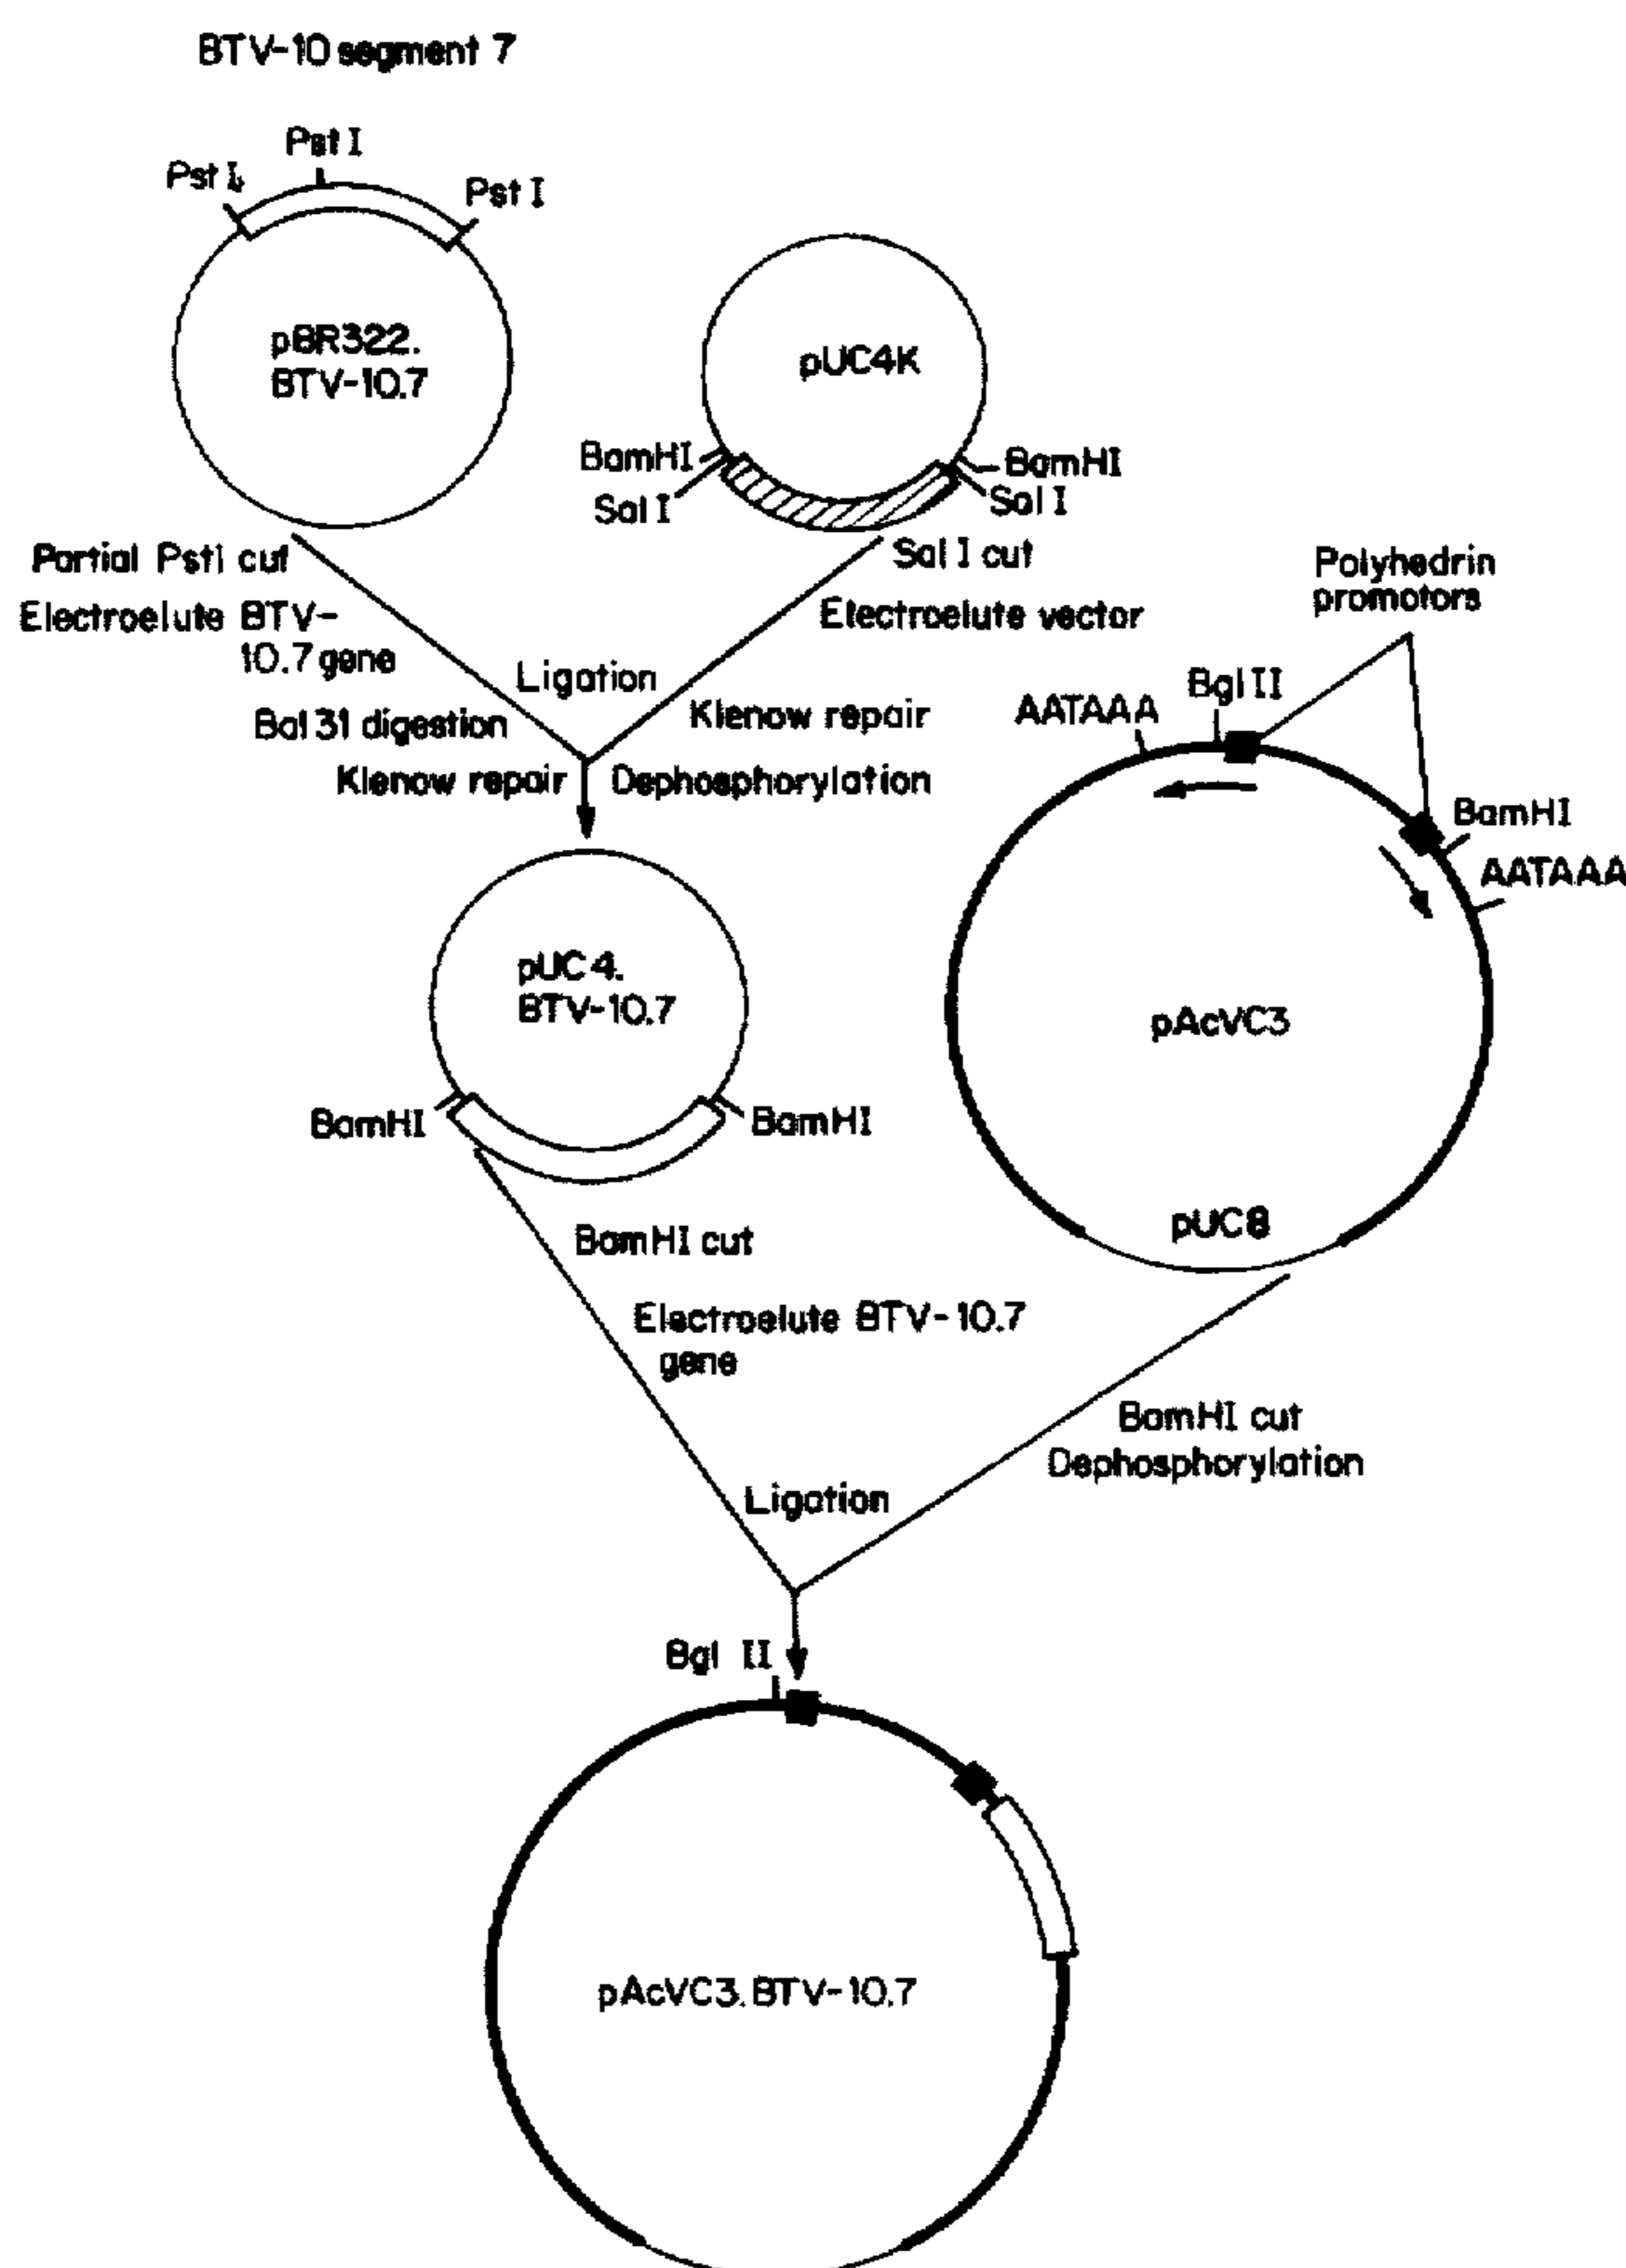 BTV-10 segment 7
Pst I
Pst I
Pst I
pBR322.
BTV-10.7
pUC4K
BamHI
BamHI
Sal I
Sal I
Partial PstI cut
Sal I cut
Polyhedrin
promotors
Electroelute BTV-
10.7 gene
Electroelute vector
Ligation
Bal 31 digestion
Klenow repair
AATAAA
Bgl II
Klenow repair
Dephosphorylation
BamHI
AATAAA
pUC4.
BTV-10.7
pAcVC3
BamHI
BamHI
pUC8
BamHI cut
Electroelute BTV-10.7
gene
BamHI cut
Dephosphorylation
Ligation
Bgl II
pAcVC3.BTV-10.7